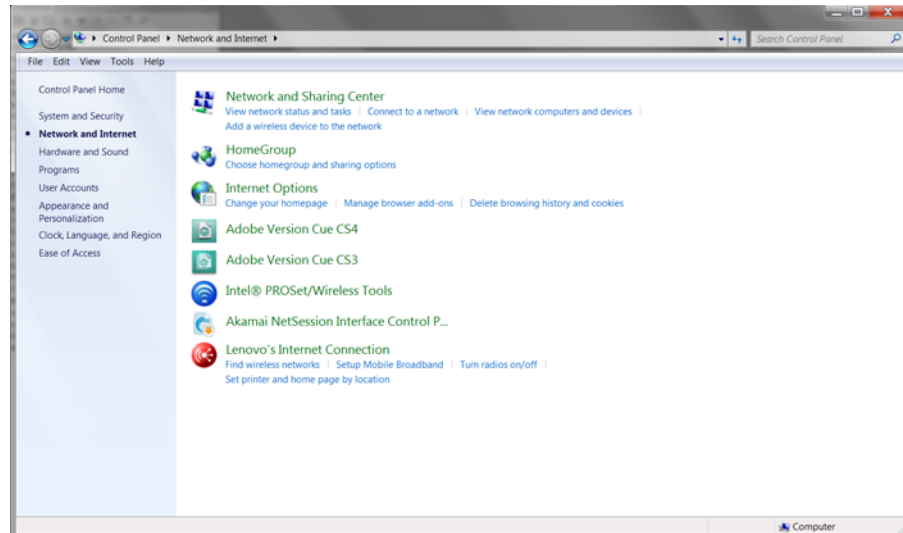 Control Panel Network and Internet
Search Control Panel
File Edit View Tools Help
Control Panel Home
System and Security
Network and Internet
Hardware and Sound
Programs
User Accounts
Appearance and
Personalization
Clock, Language, and Region
Ease of Access
Network and Sharing Center
View network status and tasks Connect to a network View network computers and devices
Add a wireless device to the network
HomeGroup
Choose homegroup and sharing options
Internet Options
Change your homepage Manage browser add-ons Delete browsing history and cookies
Adobe Version Cue CS4
Adobe Version Cue CS3
Intel® PROSet/Wireless Tools
Akamai NetSession Interface Control P...
Lenovo's Internet Connection
Find wireless networks Setup Mobile Broadband Turn radios on/off
Set printer and home page by location
Computer